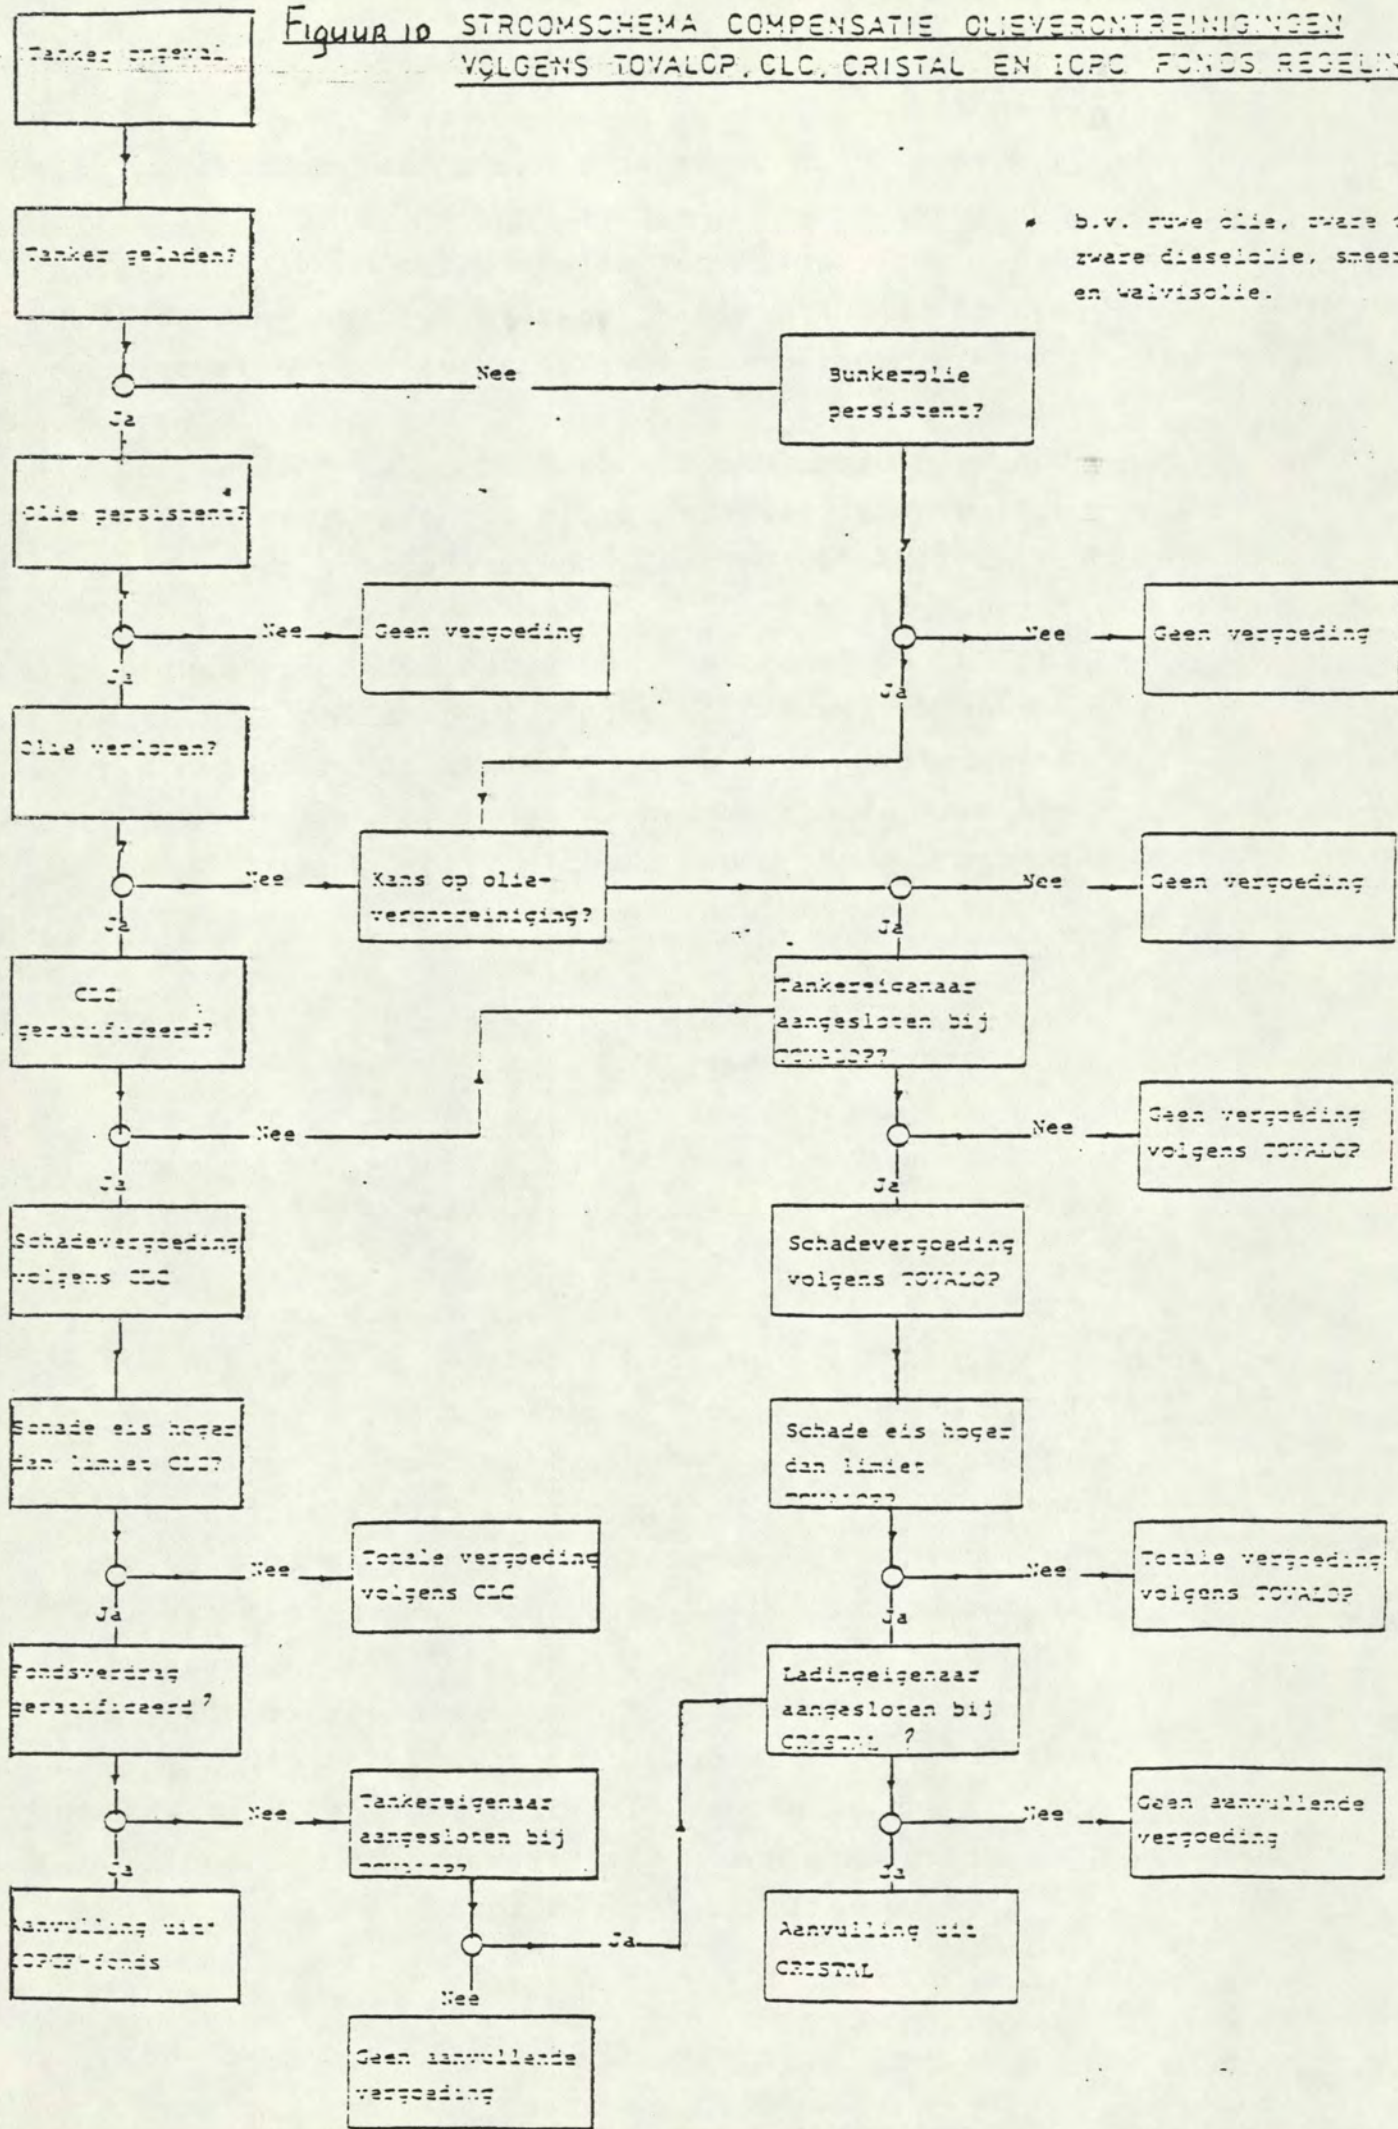 Figuur 10 STROOMSCHEMA COMPENSATIE OLIEVERONTREINIGINGEN
VOLGENS TOVALOP, CLC, CRISTAL EN IOPC FONDS REGELIN
Tanker ongeval
* b.v. ruwe olie, zware
zware dieselolie, smeer
en walvisolie.
Tanker geladen?
Nee
Bunkerolie
persistent?
Ja
Olie persistent? *
Nee
Geen vergoeding
Nee
Geen vergoeding
Ja
Ja
Olie verloren?
Nee
Kans op olie-
verontreiniging?
Nee
Geen vergoeding
Ja
Ja
CLC
geratificeerd?
Tankereigenaar
aangesloten bij
TOVALOP?
Nee
Nee
Geen vergoeding
volgens TOVALOP
Ja
Ja
Schadevergoeding
volgens CLC
Schadevergoeding
volgens TOVALOP
Schade eis hoger
dan limiet CLC?
Schade eis hoger
dan limiet
TOVALOP?
Nee
Totale vergoeding
volgens CLC
Nee
Totale vergoeding
volgens TOVALOP
Ja
Ja
Fondsverdrag
geratificeerd?
Ladingeigenaar
aangesloten bij
CRISTAL ?
Nee
Tankereigenaar
aangesloten bij
TOVALOP?
Nee
Geen aanvullende
vergoeding
Ja
Ja
Aanvulling uit
IOPCF-fonds
Ja
Aanvulling uit
CRISTAL
Nee
Geen aanvullende
vergoeding